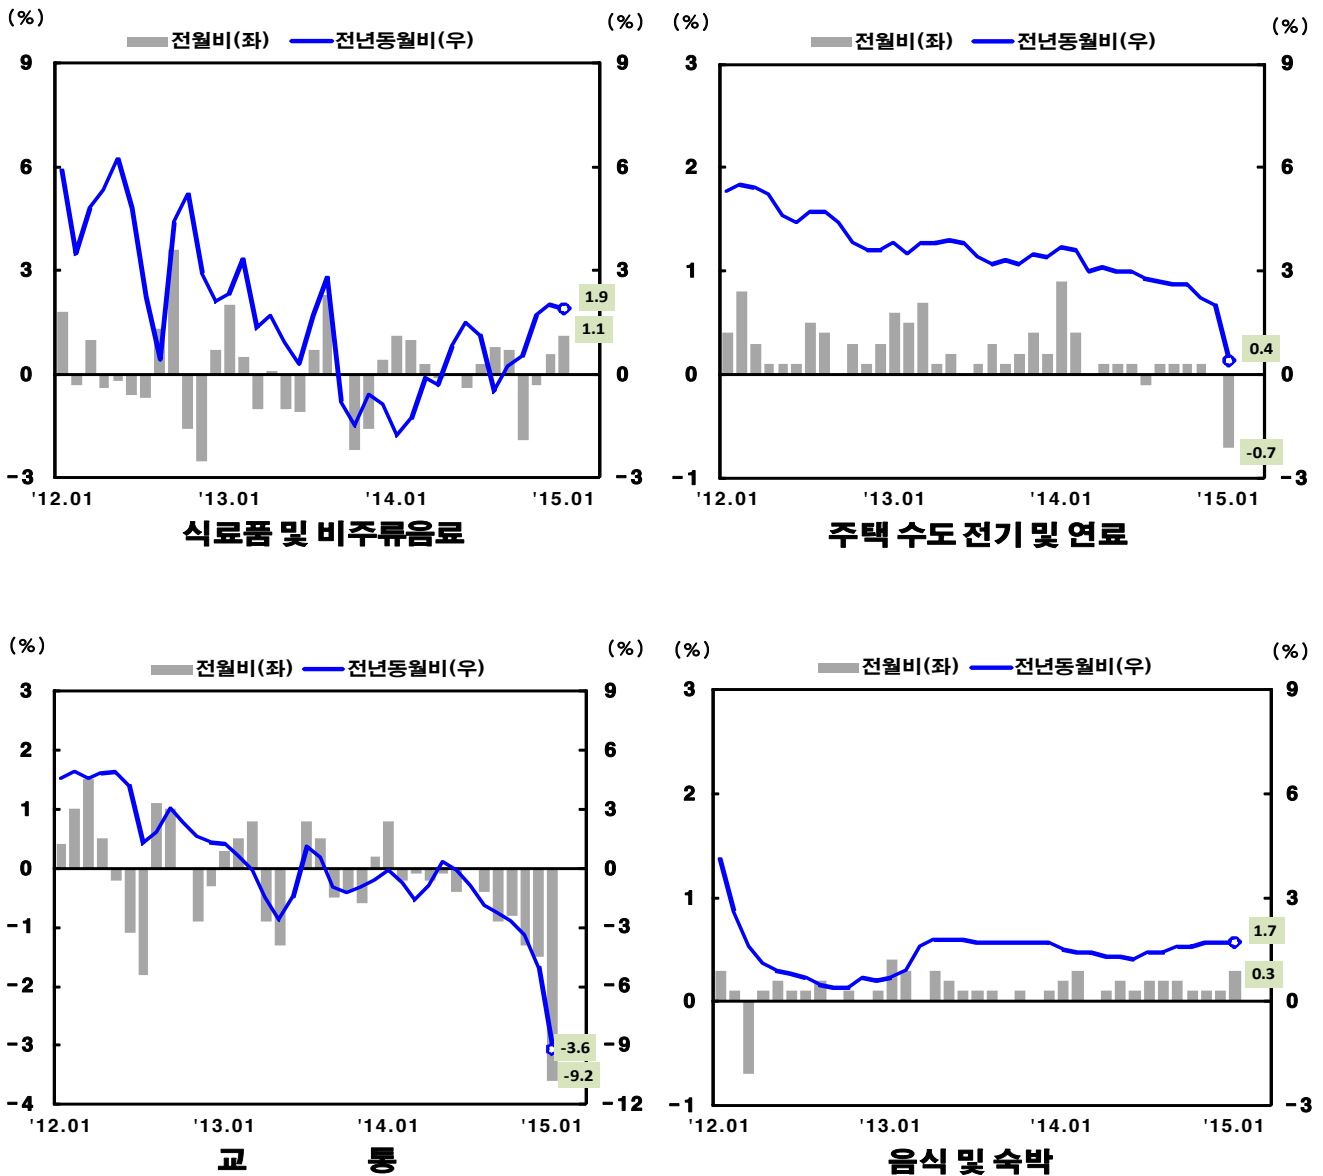 (%) (%) (%) (%)
전월비(좌) 전년동월비(우) 전월비(좌) 전년동월비(우)
9 9 3 9
6 6 2 6
3 3 1 3
1.9
1.1
0.4
0 0 0 0
-0.7
-3 -3 -1 -3
'12.01 '13.01 '14.01 '15.01 '12.01 '13.01 '14.01 '15.01
식료품 및 비주류음료 주택 수도 전기 및 연료
(%) (%) (%) (%)
전월비(좌) 전년동월비(우) 전월비(좌) 전년동월비(우)
3 9 3 9
2 6
2 6
1 3
1 3
1.7
0 0
0.3
-1 -3
0 0
-2 -6
-3 -9
-3.6
-9.2
-4 -12 -1 -3
'12.01 '13.01 '14.01 '15.01 '12.01 '13.01 '14.01 '15.01
교 통 음식 및 숙박